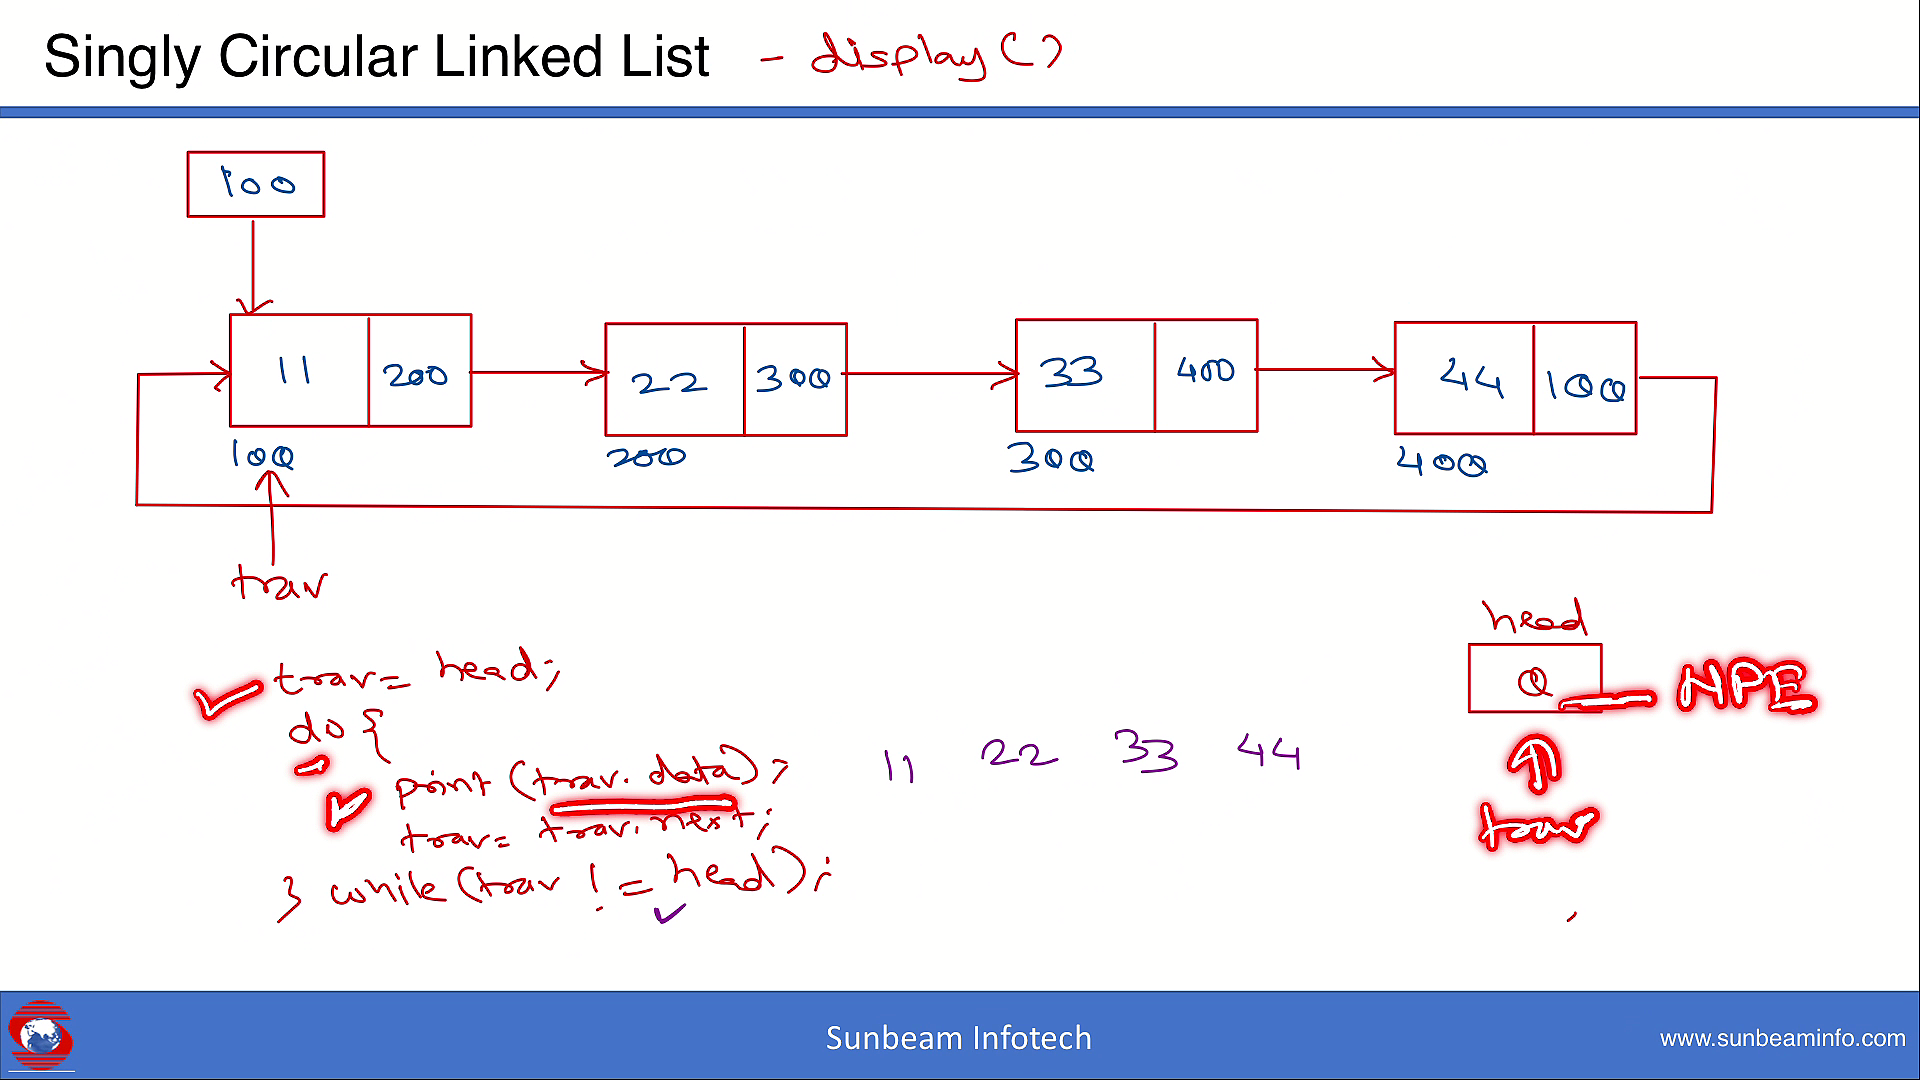 Singly Circular Linked List - display()
100
11 200 22 300 33 400 44 100
100 200 300 400
trav
head
trav = head; 0 NPE
do {
print (trav.data); 11 22 33 44
trav = trav.next; trav
} while (trav != head);
Sunbeam Infotech
www.sunbeaminfo.com